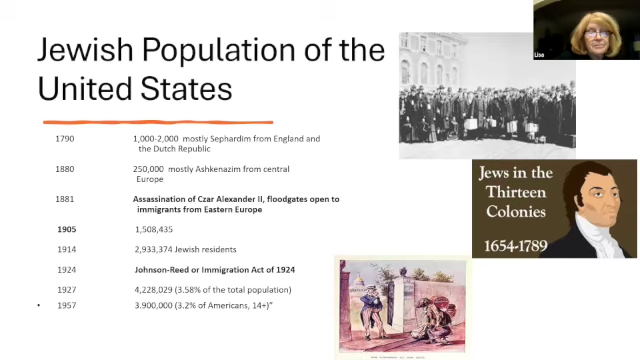 Jewish Population of the
United States
1790 1,000-2,000 mostly Sephardim from England and
the Dutch Republic
1880 250,000 mostly Ashkenazim from central
Europe
1881 Assassination of Czar Alexander II, floodgates open to
immigrants from Eastern Europe
1905 1,508,435
1914 2,933,374 Jewish residents
1924 Johnson-Reed or Immigration Act of 1924
1927 4,228,029 (3.58% of the total population)
• 1957 3.900,000 (3.2% of Americans, 14+)"
Lisa
Jews in the
Thirteen
Colonies
1654-1789